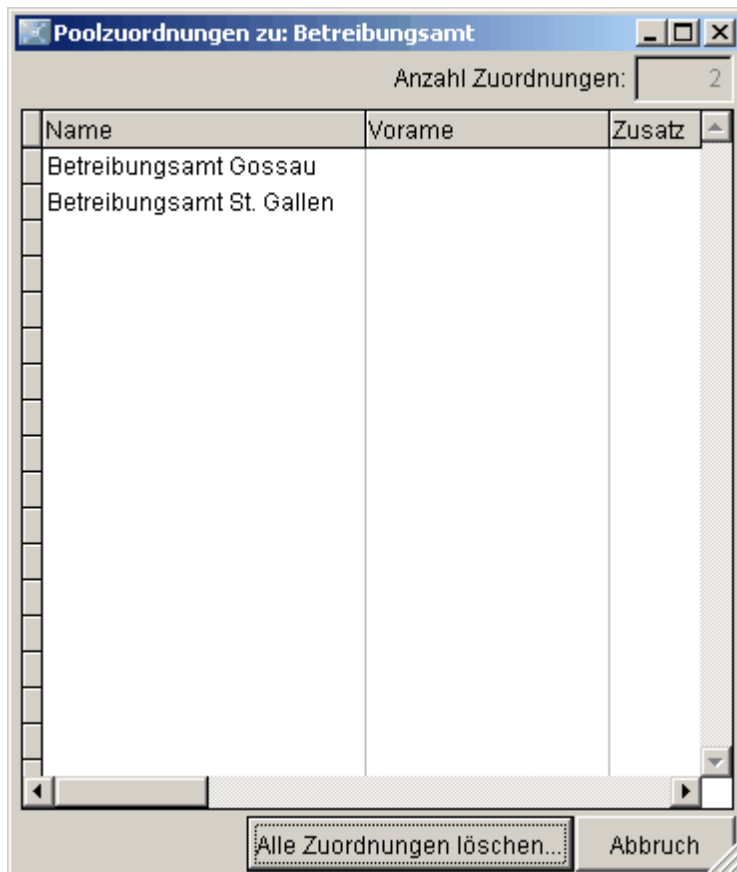 Poolzuordnungen zu: Betreibungsamt
Anzahl Zuordnungen: 2
Name Vorame Zusatz
Betreibungsamt Gossau
Betreibungsamt St. Gallen
Alle Zuordnungen löschen... Abbruch